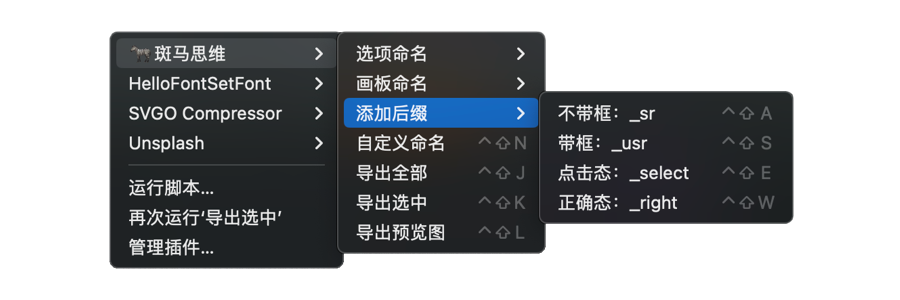 斑马思维
HelloFontSetFont
SVGO Compressor
Unsplash
运行脚本...
再次运行‘导出选中’
管理插件...
选项命名
画板命名
添加后缀
自定义命名 ⌃⇧N
导出全部 ⌃⇧J
导出选中 ⌃⇧K
导出预览图 ⌃⇧L
不带框：_sr ⌃⇧A
带框：_usr ⌃⇧S
点击态：_select ⌃⇧E
正确态：_right ⌃⇧W